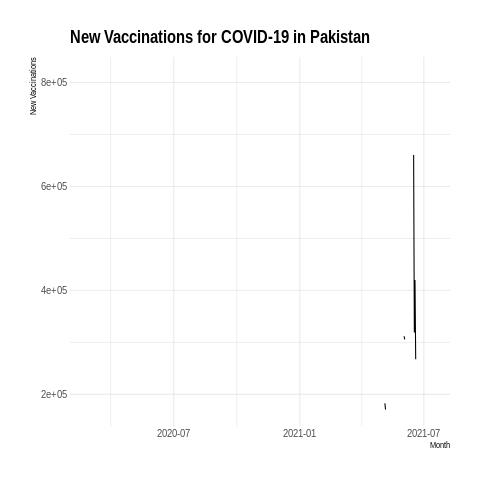 New Vaccinations for COVID-19 in Pakistan
New Vaccinations
8e+05
6e+05
4e+05
2e+05
2020-07
2021-01
2021-07
Month